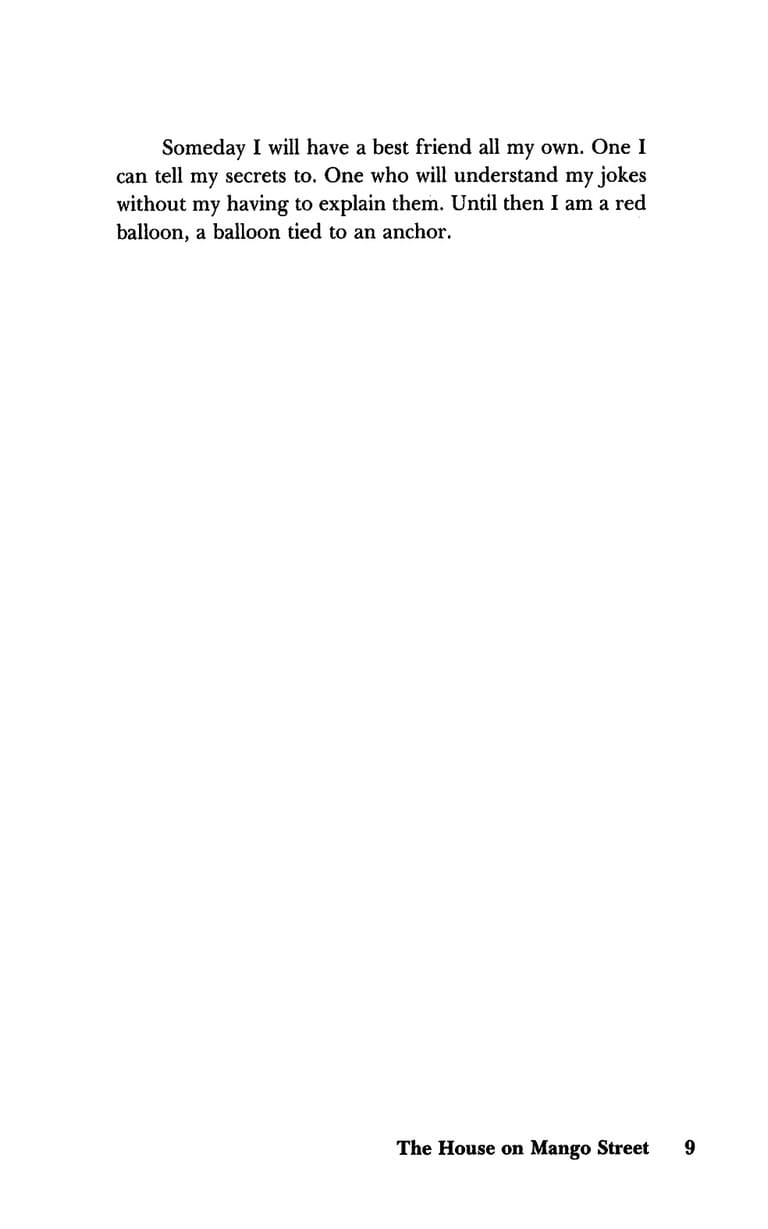 Someday I will have a best friend all my own. One I
can tell my secrets to. One who will understand my jokes
without my having to explain them. Until then I am a red
balloon, a balloon tied to an anchor.
The House on Mango Street 9